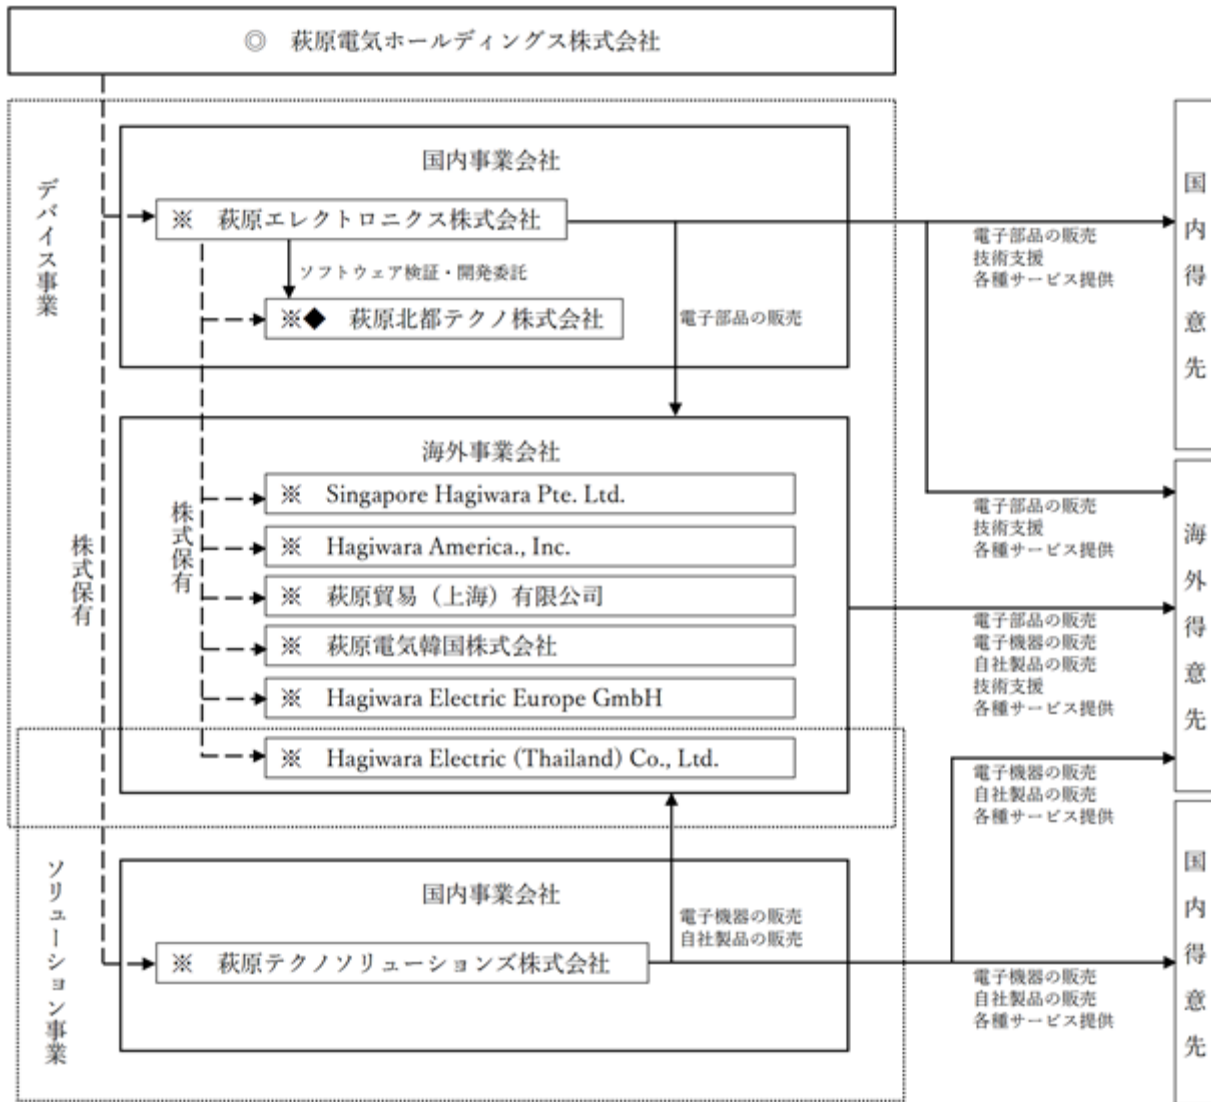 ◎ 萩原電気ホールディングス株式会社
デバイス事業
国内事業会社
※ 萩原エレクトロニクス株式会社
ソフトウェア検証・開発委託
※◆ 萩原北都テクノ株式会社
電子部品の販売
電子部品の販売
技術支援
各種サービス提供
国内得意先
株式保有
株式保有
海外事業会社
※ Singapore Hagiwara Pte. Ltd.
※ Hagiwara America., Inc.
※ 萩原貿易（上海）有限公司
※ 萩原電気韓国株式会社
※ Hagiwara Electric Europe GmbH
※ Hagiwara Electric (Thailand) Co., Ltd.
電子部品の販売
技術支援
各種サービス提供
電子部品の販売
電子機器の販売
自社製品の販売
技術支援
各種サービス提供
電子機器の販売
自社製品の販売
各種サービス提供
海外得意先
ソリューション事業
国内事業会社
※ 萩原テクノソリューションズ株式会社
電子機器の販売
自社製品の販売
電子機器の販売
自社製品の販売
各種サービス提供
国内得意先